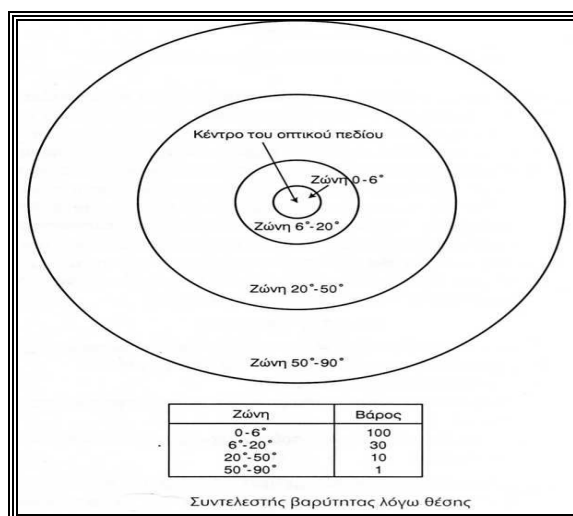 Κέντρο του οπτικού πεδίου
Ζώνη 0-6°
Ζώνη 6°-20°
Ζώνη 20°-50°
Ζώνη 50°-90°
Ζώνη Βάρος
0-6° 100
6°-20° 30
20°-50° 10
50°-90° 1
Συντελεστής βαρύτητας λόγω θέσης